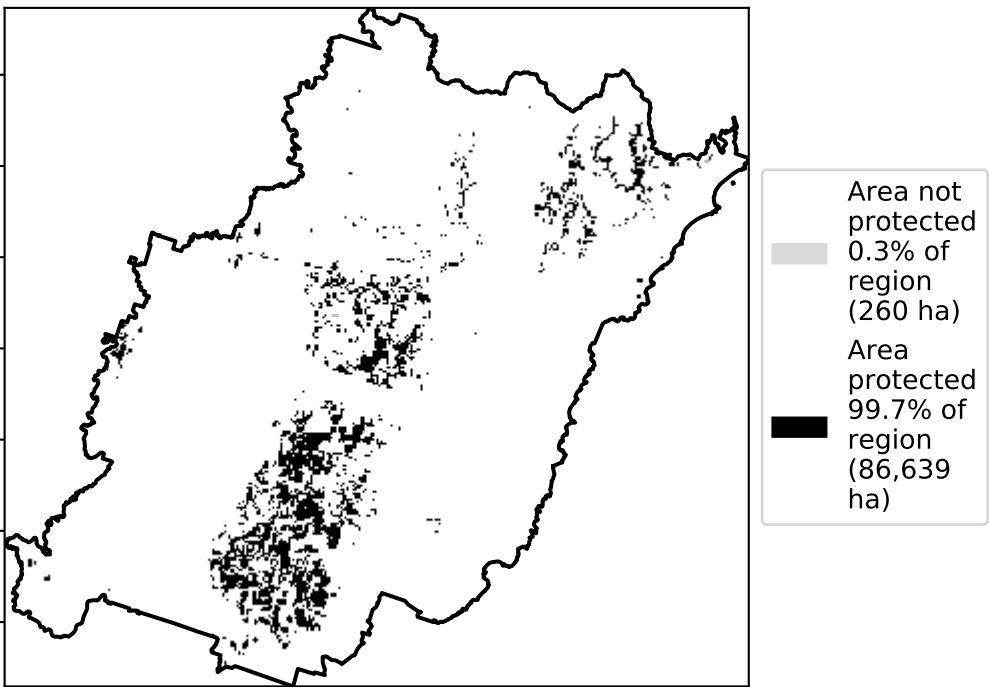 Area not
protected
0.3% of
region
(260 ha)
Area
protected
99.7% of
region
(86,639
ha)